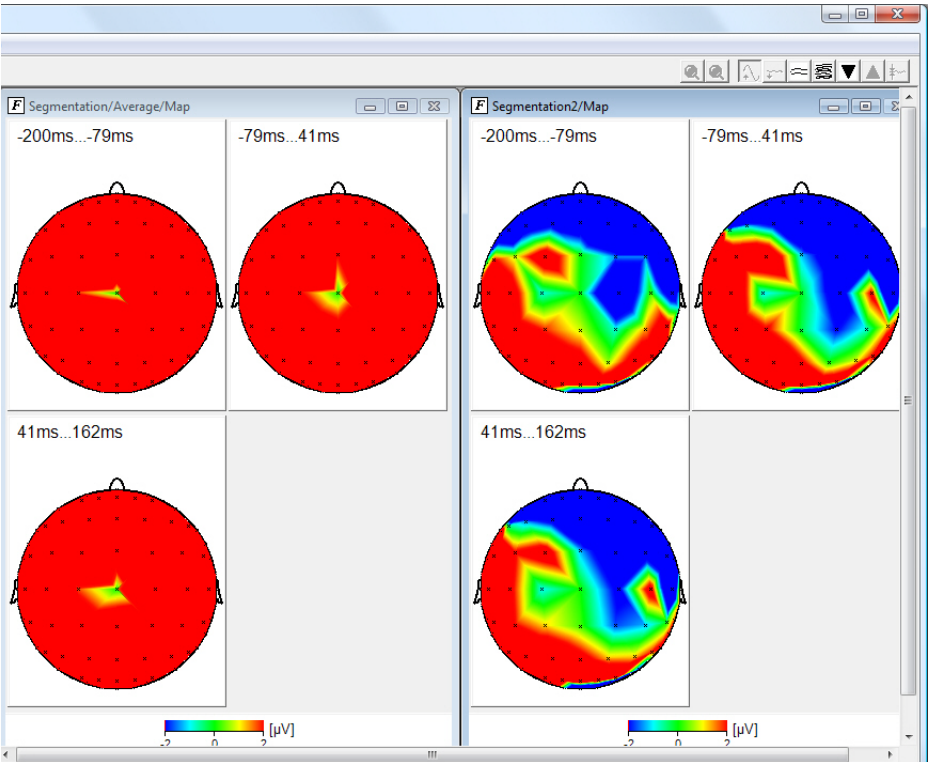 F Segmentation/Average/Map
-200ms...-79ms
-79ms...41ms
41ms...162ms
-2 0 2 [µV]
F Segmentation2/Map
-200ms...-79ms
-79ms...41ms
41ms...162ms
-2 0 2 [µV]